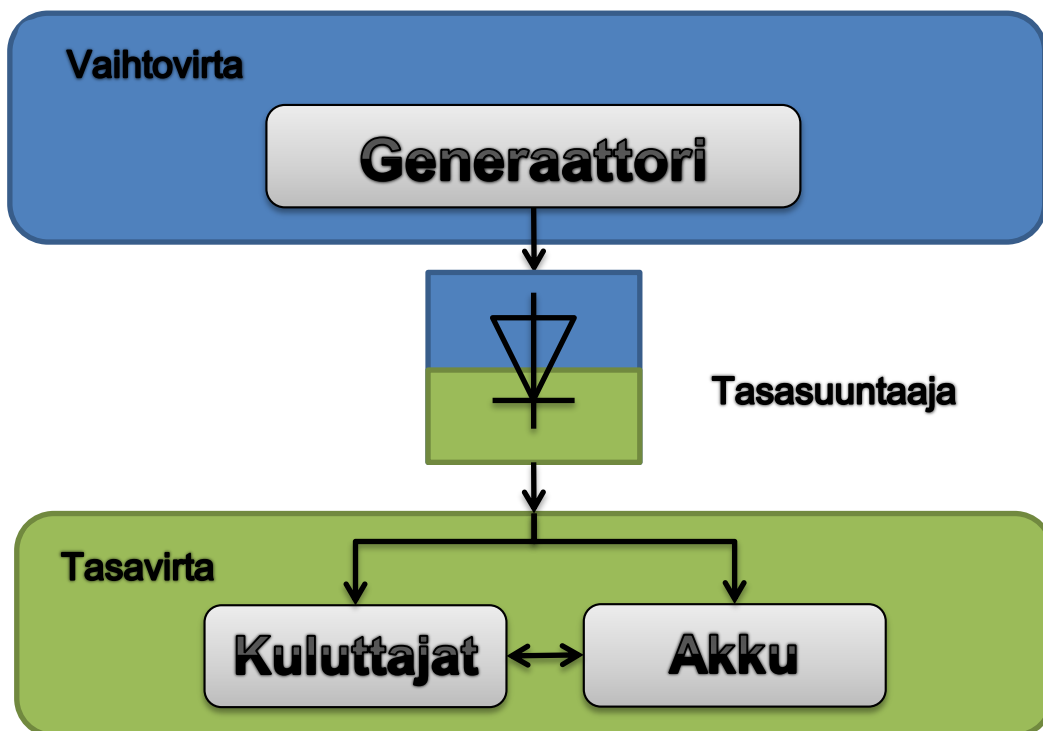 Vaihtovirta
Generaattori
Tasasuuntaaja
Tasavirta
Kuluttajat
Akku